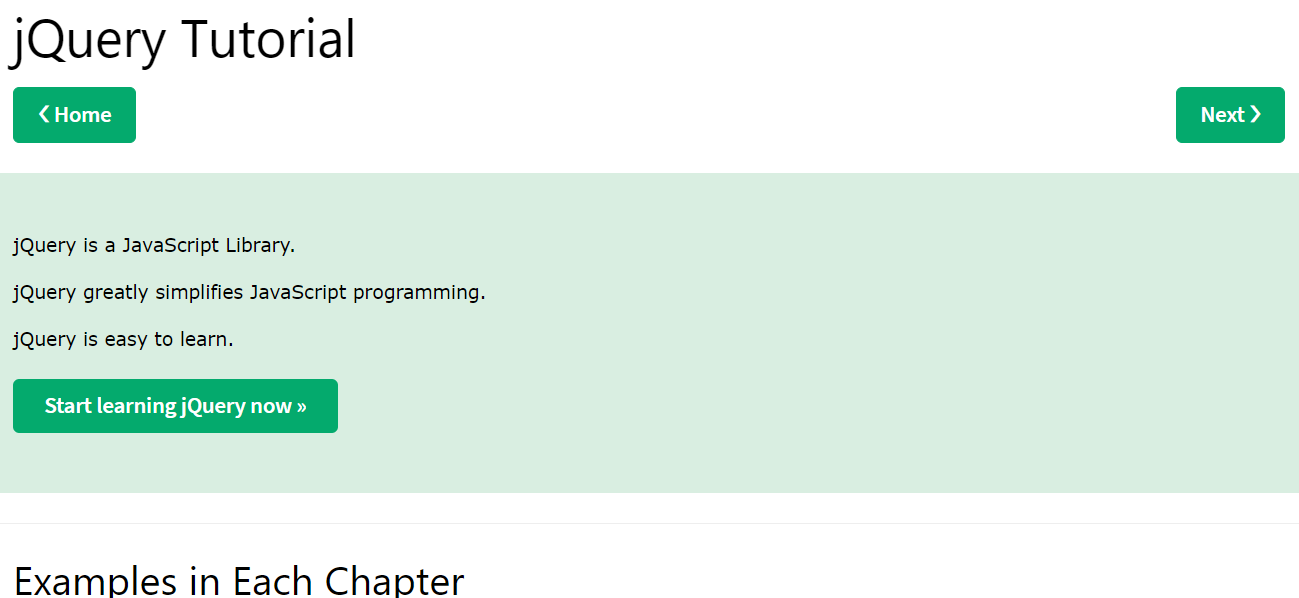 jQuery Tutorial
❮ Home
Next ❯
jQuery is a JavaScript Library.
jQuery greatly simplifies JavaScript programming.
jQuery is easy to learn.
Start learning jQuery now »
Examples in Each Chapter